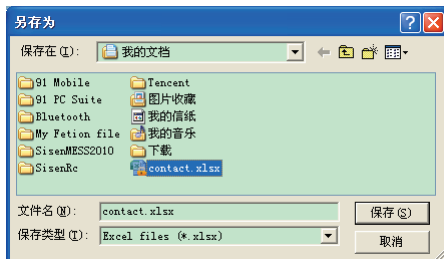 另存为
保存在(I): 我的文档
91 Mobile
91 PC Suite
Bluetooth
My Fetion file
SisenMESS2010
SisenRc
Tencent
图片收藏
我的信纸
我的音乐
下载
contact.xlsx
文件名(N): contact.xlsx 保存(S)
保存类型(T): Excel files (*.xlsx) 取消